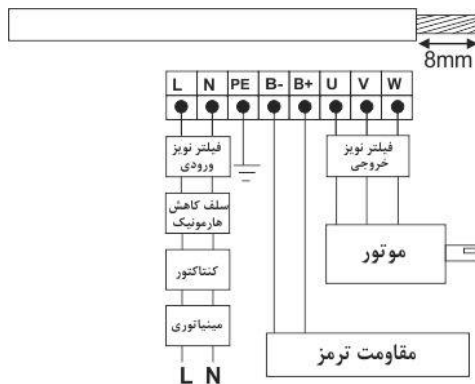 8mm
L N PE B- B+ U V W
فیلتر نویز
ورودی
فیلتر نویز
خروجی
سلف کاهش
هارمونیک
موتور
کنتاکتور
مینیاتوری
مقاومت ترمز
L N